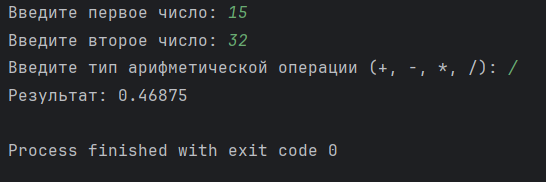 Введите первое число: 15
Введите второе число: 32
Введите тип арифметической операции (+, -, *, /): /
Результат: 0.46875
Process finished with exit code 0